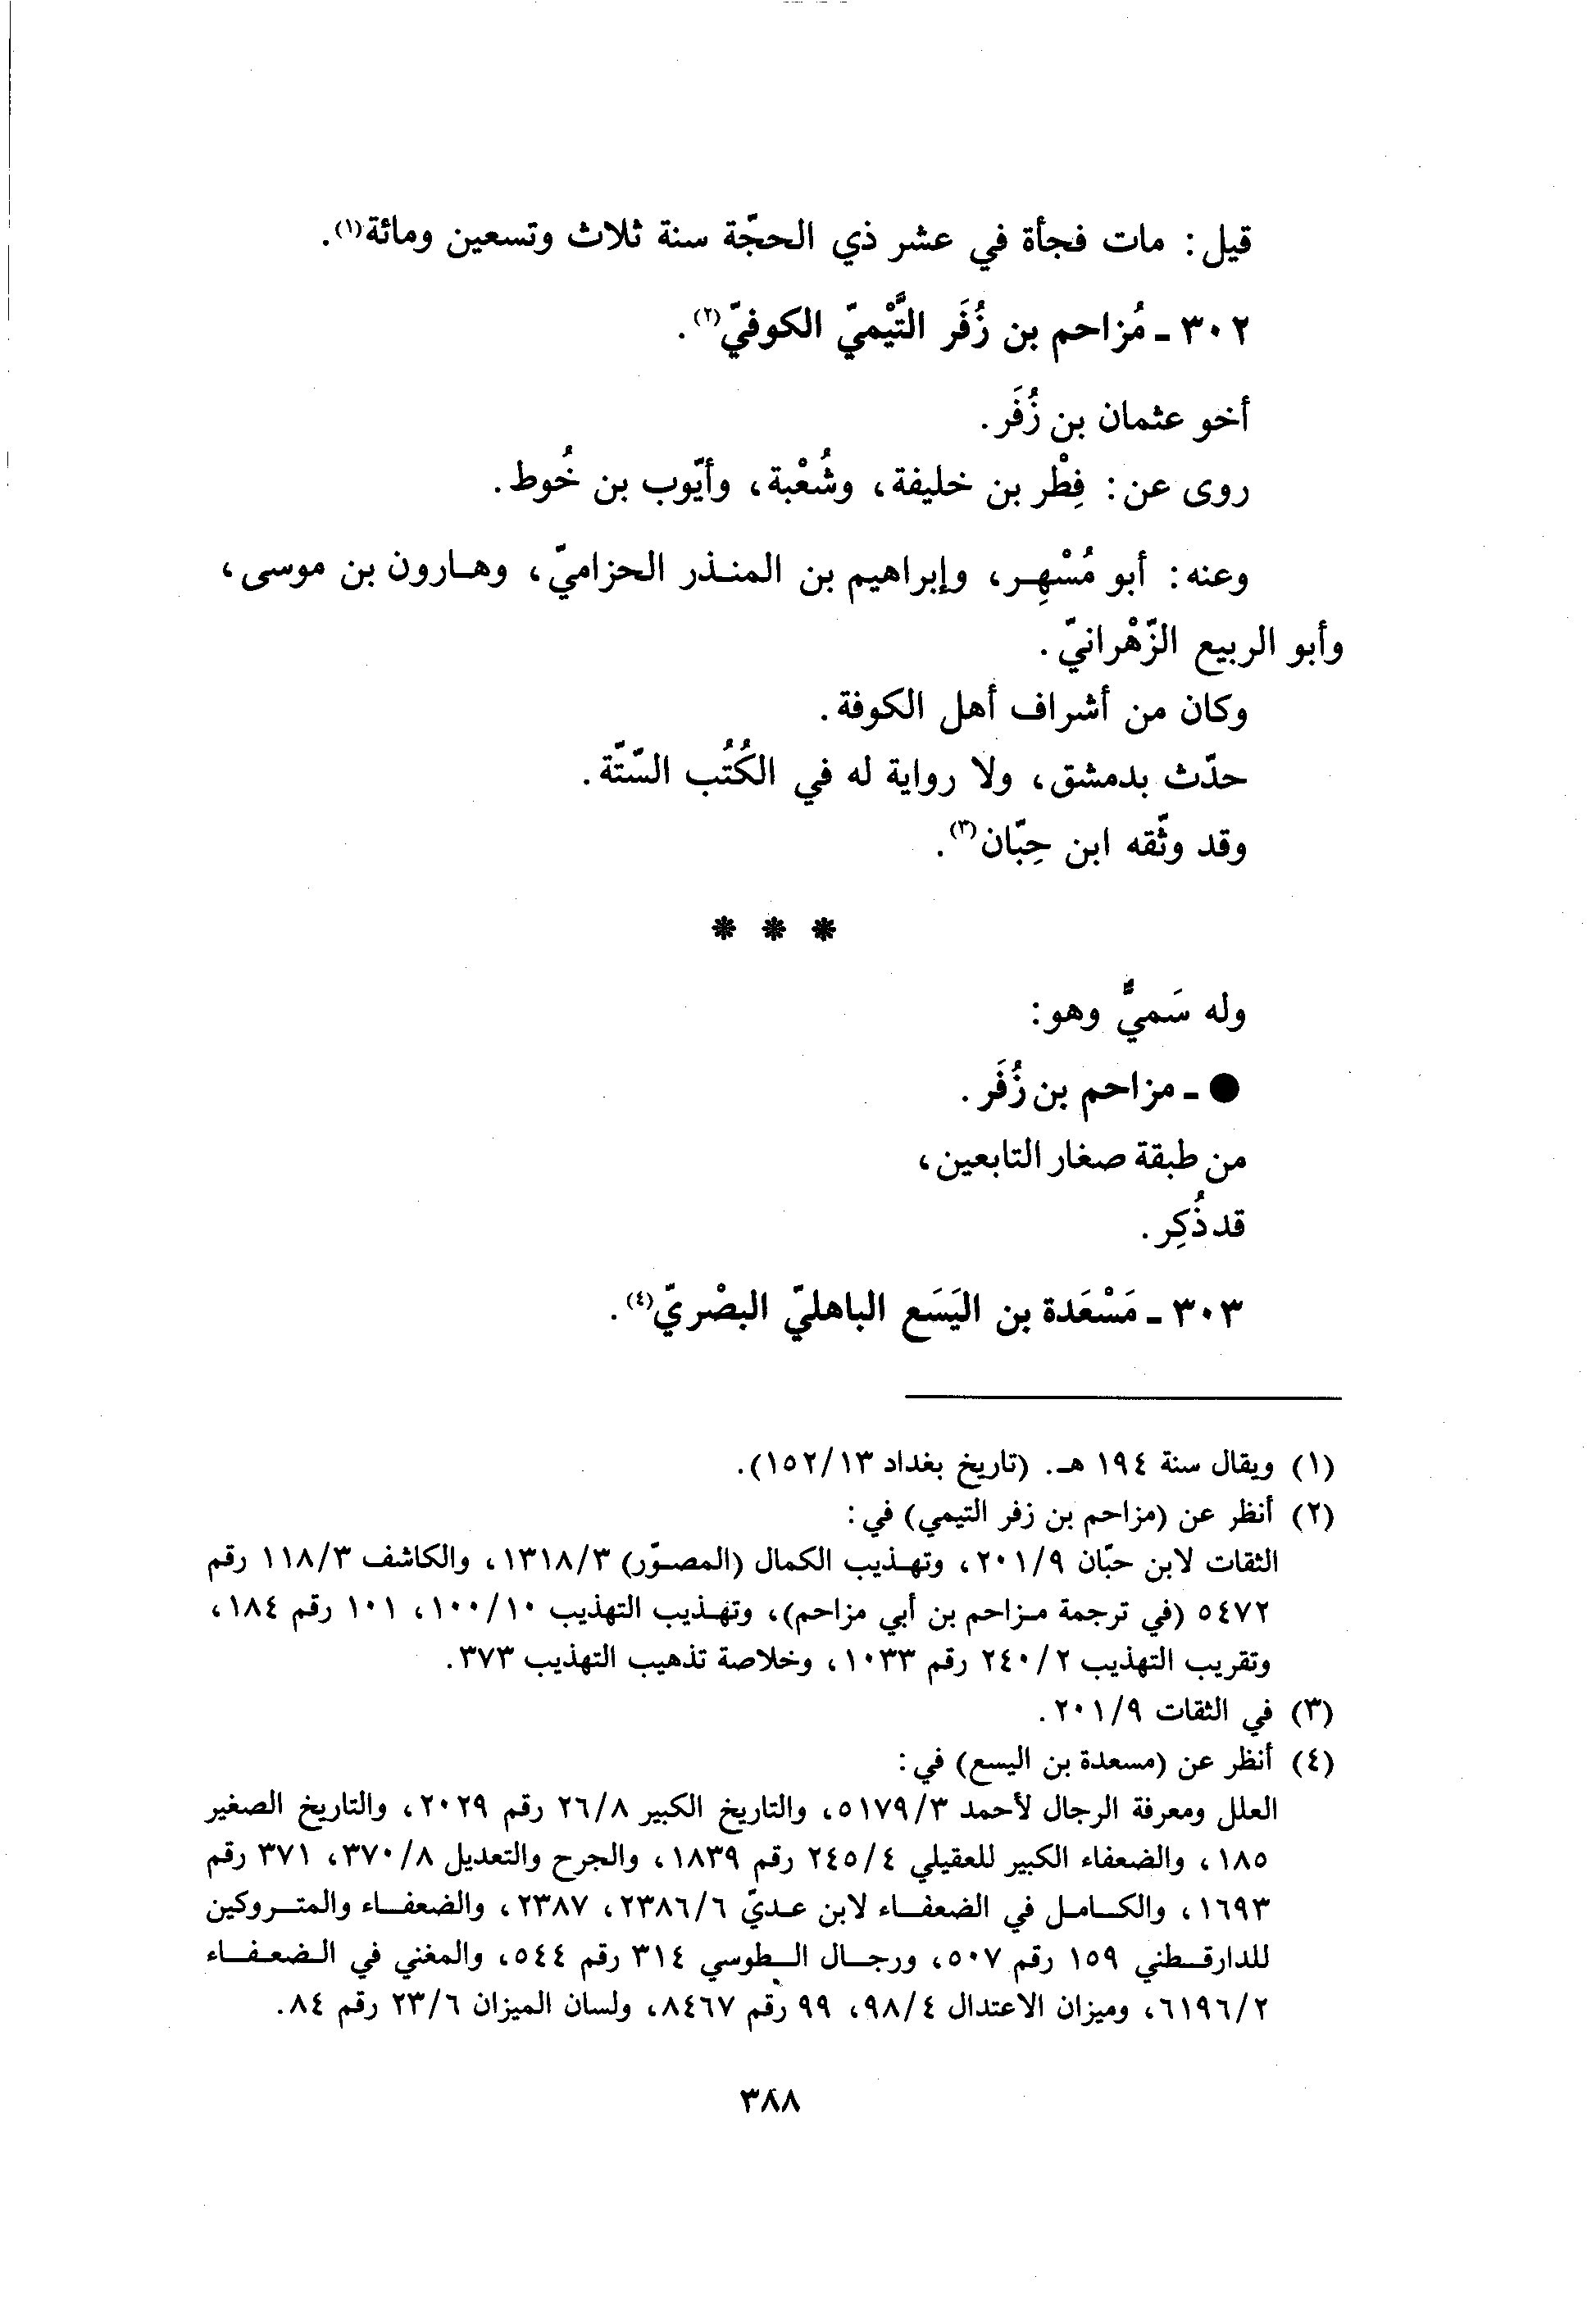 قيل: مات فجأة في عشر ذي الحجّة سنة ثلاث وتسعين ومائة(١).
٣٠٢ ـ مُزاحم بن زُفَر التَّيْميّ الكوفيّ(٢).
أخو عثمان بن زُفَر.
روى عن: فِطْر بن خليفة، وشُعْبة، وأيّوب بن خُوط.
وعنه: أبو مُسْهِر، وإبراهيم بن المنذر الحزاميّ، وهارون بن موسى،
وأبو الربيع الزّهْرانيّ.
وكان من أشراف أهل الكوفة.
حدّث بدمشق، ولا رواية له في الكُتُب السّتّة.
وقد وثّقه ابن حِبّان(٣).
* * *
وله سَميٌّ وهو:
● ـ مزاحم بن زُفَر.
من طبقة صغار التابعين،
قد ذُكِر.
٣٠٣ ـ مَسْعَدة بن اليَسَع الباهليّ البصْريّ(٤).
(١) ويقال سنة ١٩٤ هـ. (تاريخ بغداد ١٥٢/١٣).
(٢) أنظر عن (مزاحم بن زفر التيمي) في:
الثقات لابن حبّان ٢٠١/٩، وتهذيب الكمال (المصوّر) ١٣١٨/٣، والكاشف ١١٨/٣ رقم
٥٤٧٢ (في ترجمة مزاحم بن أبي مزاحم)، وتهذيب التهذيب ١٠٠/١٠، ١٠١ رقم ١٨٤،
وتقريب التهذيب ٢٤٠/٢ رقم ١٠٣٣، وخلاصة تذهيب التهذيب ٣٧٣.
(٣) في الثقات ٢٠١/٩.
(٤) أنظر عن (مسعدة بن اليسع) في:
العلل ومعرفة الرجال لأحمد ٥١٧٩/٣، والتاريخ الكبير ٢٦/٨ رقم ٢٠٢٩، والتاريخ الصغير
١٨٥، والضعفاء الكبير للعقيلي ٢٤٥/٤ رقم ١٨٣٩، والجرح والتعديل ٣٧٠/٨، ٣٧١ رقم
١٦٩٣، والكامل في الضعفاء لابن عديّ ٢٣٨٦/٦، ٢٣٨٧، والضعفاء والمتروكين
للدارقطني ١٥٩ رقم ٥٠٧، ورجال الطوسي ٣١٤ رقم ٥٤٤، والمغني في الضعفاء
٦١٩٦/٢، وميزان الاعتدال ٩٨/٤، ٩٩ رقم ٨٤٦٧، ولسان الميزان ٢٣/٦ رقم ٨٤.
٣٨٨